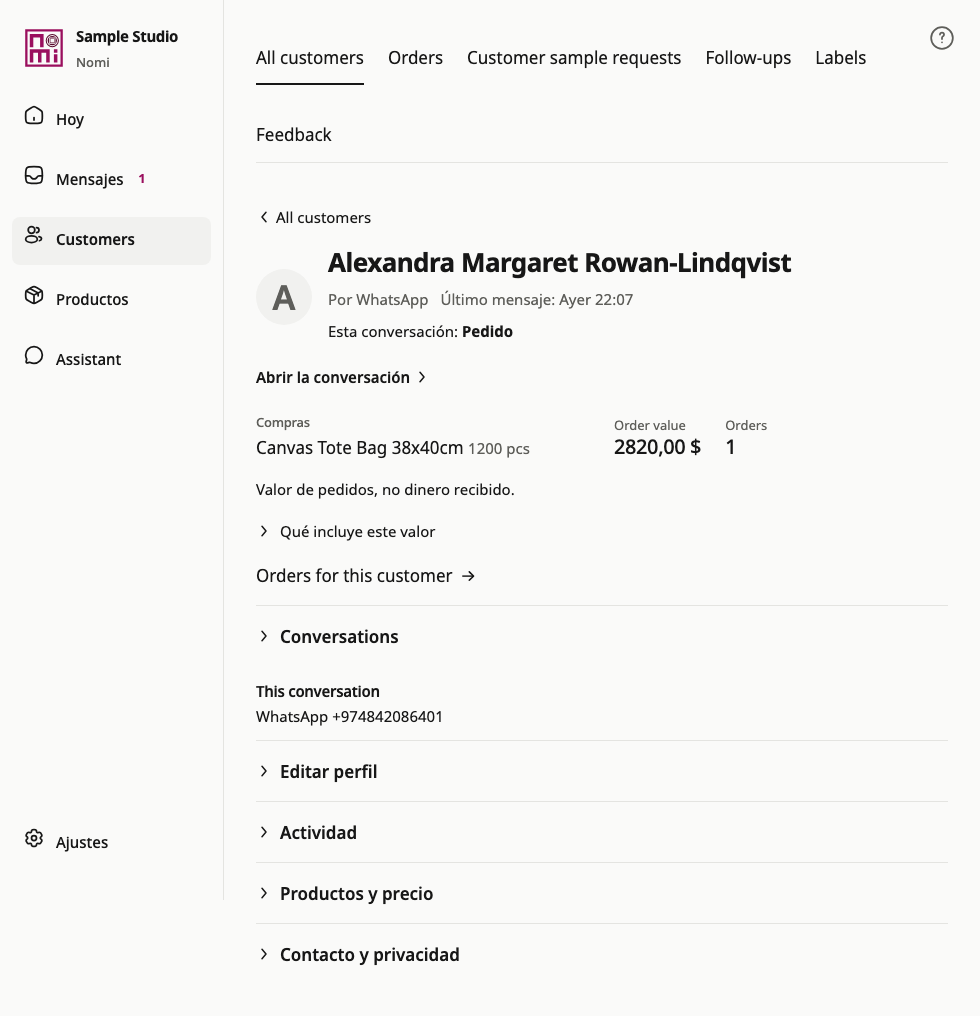 Sample Studio
Nomi
Hoy
Mensajes 1
Customers
Productos
Assistant
Ajustes
All customers Orders Customer sample requests Follow-ups Labels
Feedback
All customers
Alexandra Margaret Rowan-Lindqvist
A
Por WhatsApp Último mensaje: Ayer 22:07
Esta conversación: Pedido
Abrir la conversación
Compras
Canvas Tote Bag 38x40cm 1200 pcs
Order value
2820,00 $
Orders
1
Valor de pedidos, no dinero recibido.
Qué incluye este valor
Orders for this customer →
Conversations
This conversation
WhatsApp +974842086401
Editar perfil
Actividad
Productos y precio
Contacto y privacidad